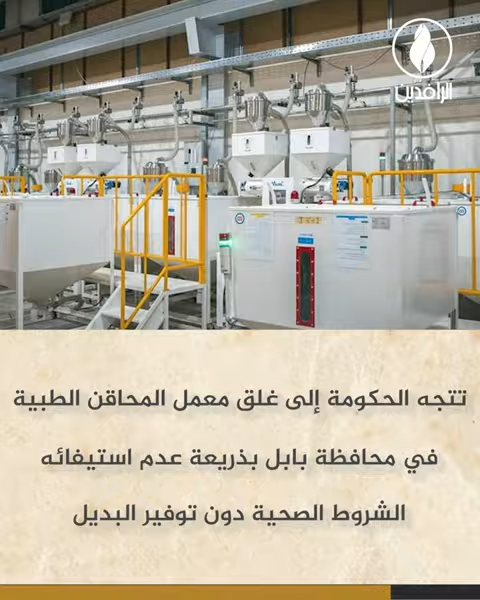 الرافدين
تتجه الحكومة إلى غلق معمل المحاقن الطبية
في محافظة بابل بذريعة عدم استيفائه
الشروط الصحية دون توفير البديل